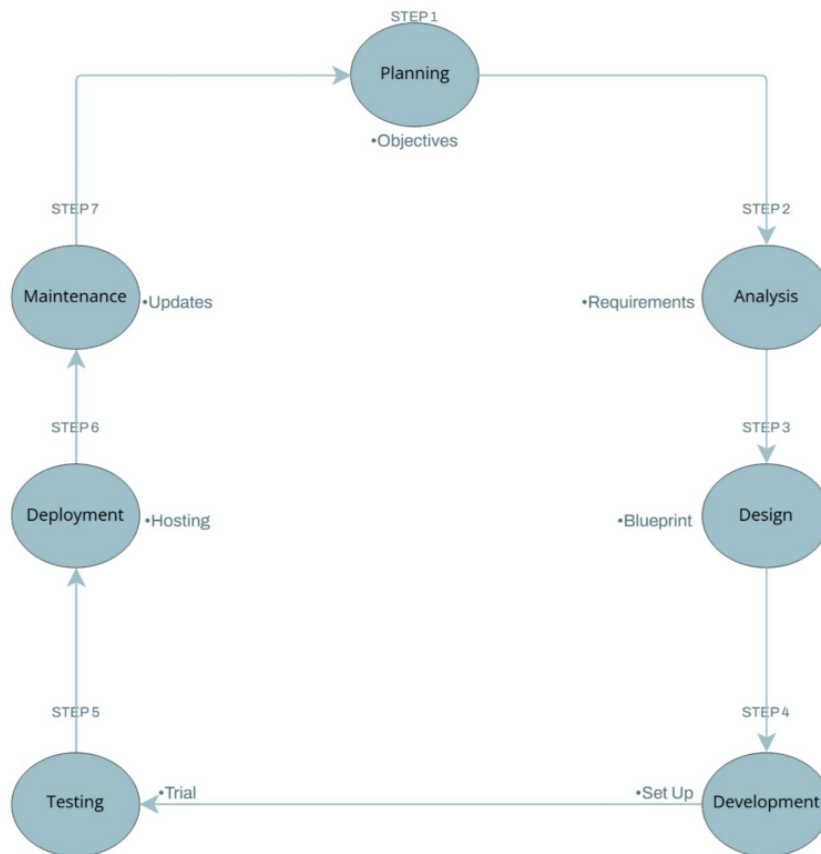 STEP 1
Planning
•Objectives
STEP 2
Analysis
•Requirements
STEP 3
Design
•Blueprint
STEP 4
Development
•Set Up
STEP 5
Testing
•Trial
STEP 6
Deployment
•Hosting
STEP 7
Maintenance
•Updates